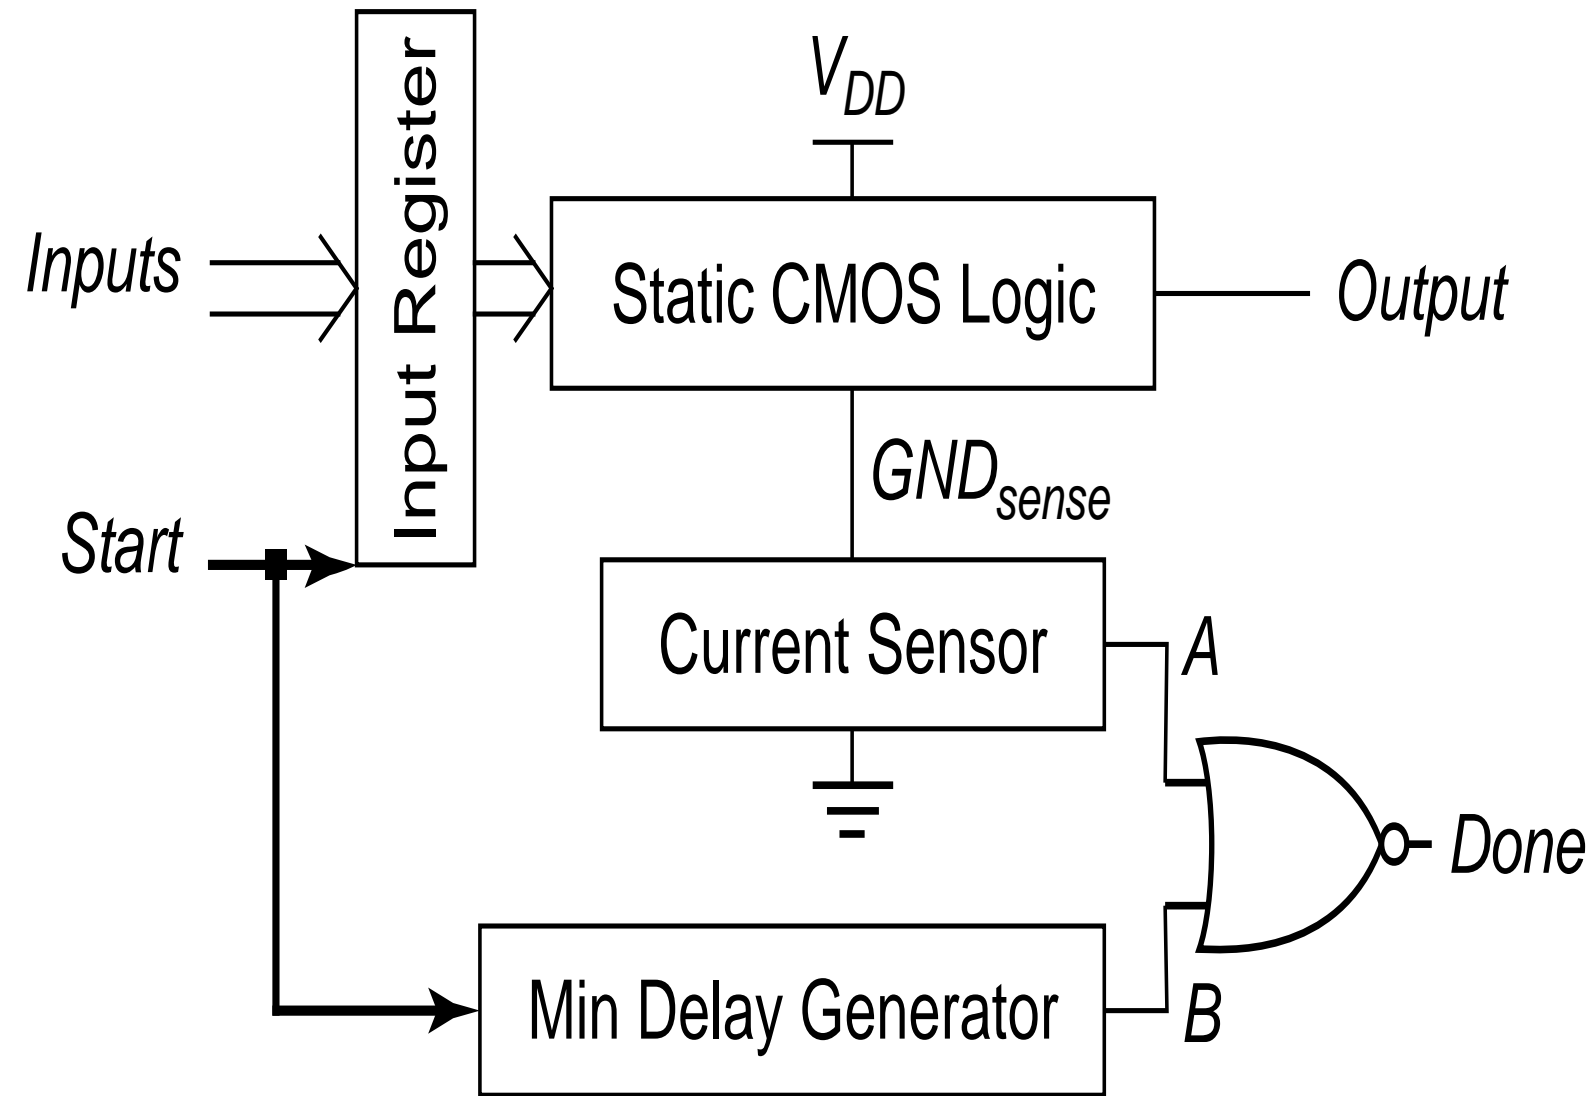 Input Register
V_DD
Inputs
Static CMOS Logic
Output
GND_sense
Start
Current Sensor
A
Done
Min Delay Generator
B